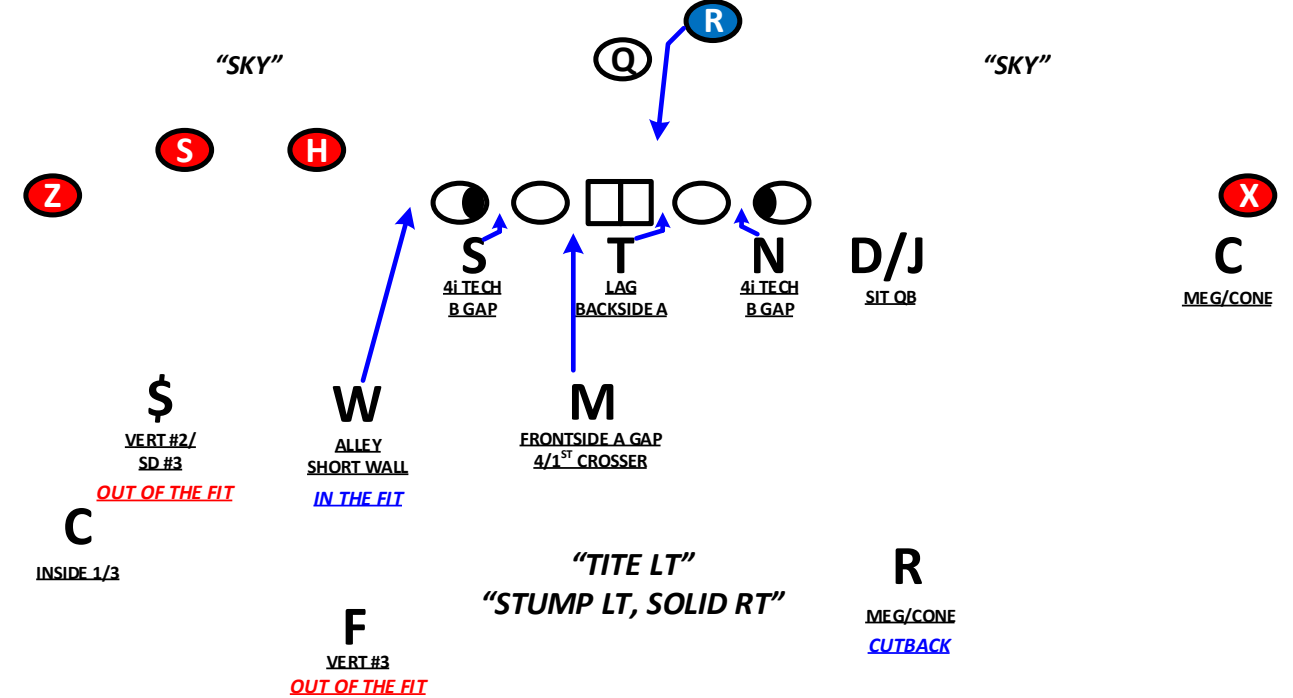 R
Q
“SKY”
“SKY”
S
H
Z
X
S
4i TECH
B GAP
T
LAG
BACKSIDE A
N
4i TECH
B GAP
D/J
SIT QB
C
MEG/CONE
$
VERT #2/
SD #3
OUT OF THE FIT
W
ALLEY
SHORT WALL
IN THE FIT
M
FRONTSIDE A GAP
4/1ST CROSSER
C
INSIDE 1/3
“TITE LT”
“STUMP LT, SOLID RT”
R
MEG/CONE
CUTBACK
F
VERT #3
OUT OF THE FIT